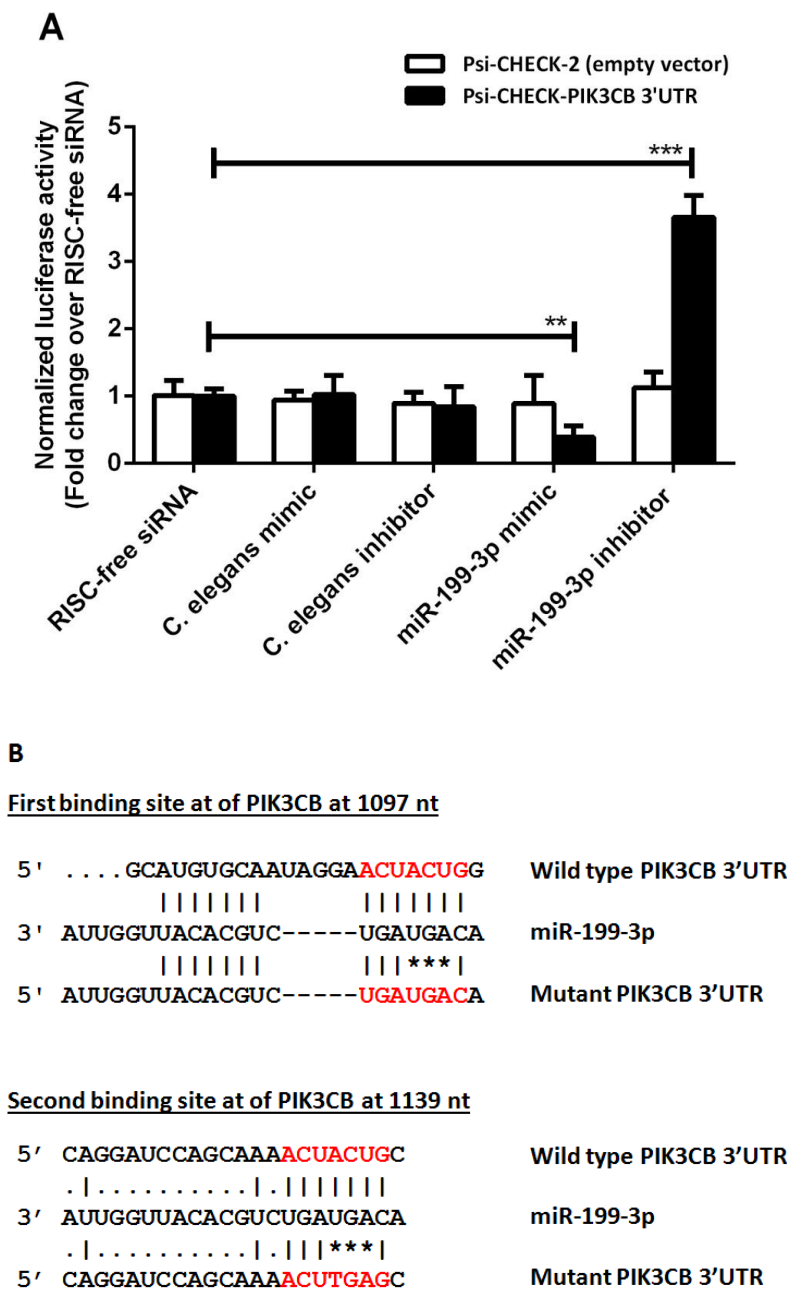 A
Psi-CHECK-2 (empty vector)
Psi-CHECK-PIK3CB 3'UTR
Normalized luciferase activity
(Fold change over RISC-free siRNA)
5
4
3
2
1
0
***
**
RISC-free siRNA
C. elegans mimic
C. elegans inhibitor
miR-199-3p mimic
miR-199-3p inhibitor
B
First binding site at of PIK3CB at 1097 nt
5' ....GCAUGUGCAAUAGGAACUACUGG Wild type PIK3CB 3’UTR
||||||| |||||||
3' AUUGGUUACACGUC-----UGAUGACA miR-199-3p
||||||| |||***|
5' AUUGGUUACACGUC-----UGAUGACA Mutant PIK3CB 3’UTR
Second binding site at of PIK3CB at 1139 nt
5’ CAGGAUCCAGCAAAACUACUGC Wild type PIK3CB 3’UTR
.|..........|.|||||||
3’ AUUGGUUACACGUCUGAUGACA miR-199-3p
.|..........|.|||***|
5’ CAGGAUCCAGCAAAACUTGAGC Mutant PIK3CB 3’UTR